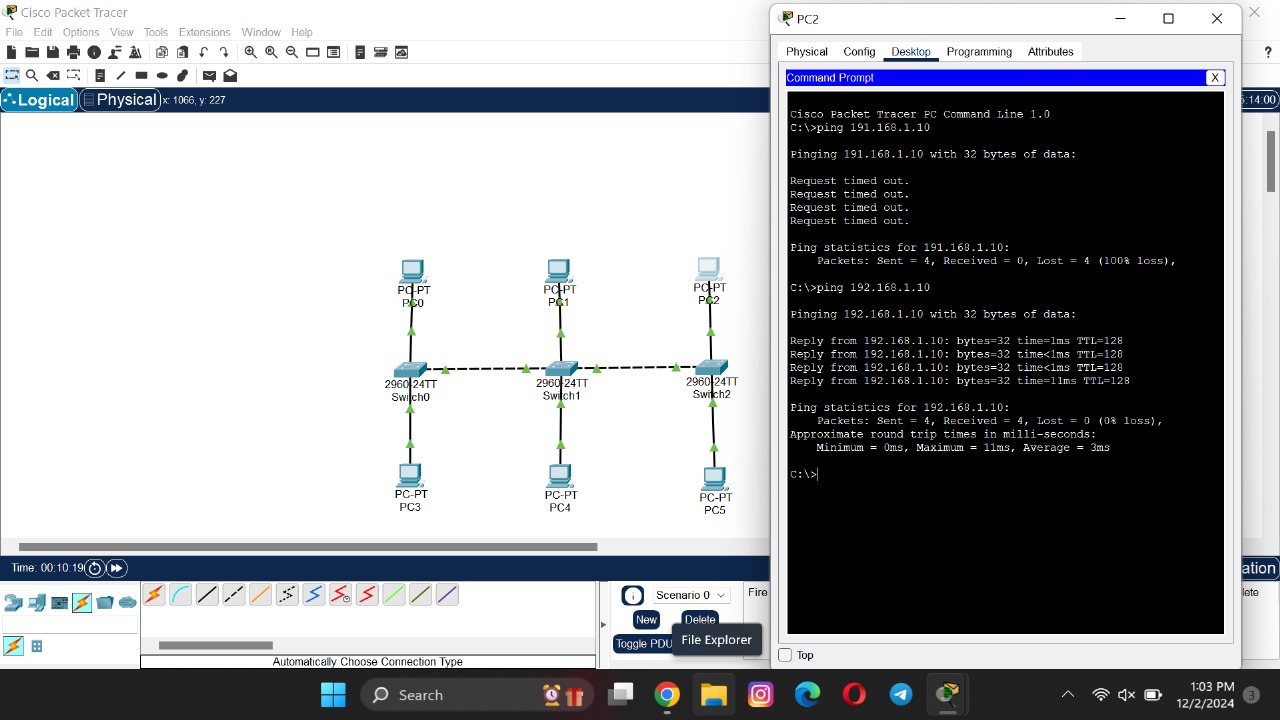 Cisco Packet Tracer
File Edit Options View Tools Extensions Window Help
Logical Physical x: 1066, y: 227
PC-PT
PC0
PC-PT
PC1
PC-PT
PC2
2960-24TT
Switch0
2960-24TT
Switch1
2960-24TT
Switch2
PC-PT
PC3
PC-PT
PC4
PC-PT
PC5
Time: 00:10:19
Scenario 0
Fire
New
Delete
Toggle PDU
File Explorer
Automatically Choose Connection Type
PC2
Physical Config Desktop Programming Attributes
Command Prompt X
Cisco Packet Tracer PC Command Line 1.0
C:\>ping 191.168.1.10
Pinging 191.168.1.10 with 32 bytes of data:
Request timed out.
Request timed out.
Request timed out.
Request timed out.
Ping statistics for 191.168.1.10:
Packets: Sent = 4, Received = 0, Lost = 4 (100% loss),
C:\>ping 192.168.1.10
Pinging 192.168.1.10 with 32 bytes of data:
Reply from 192.168.1.10: bytes=32 time=1ms TTL=128
Reply from 192.168.1.10: bytes=32 time<1ms TTL=128
Reply from 192.168.1.10: bytes=32 time<1ms TTL=128
Reply from 192.168.1.10: bytes=32 time=11ms TTL=128
Ping statistics for 192.168.1.10:
Packets: Sent = 4, Received = 4, Lost = 0 (0% loss),
Approximate round trip times in milli-seconds:
Minimum = 0ms, Maximum = 11ms, Average = 3ms
C:\>
Top
:14:00
ation
lete
Search
1:03 PM
12/2/2024
3